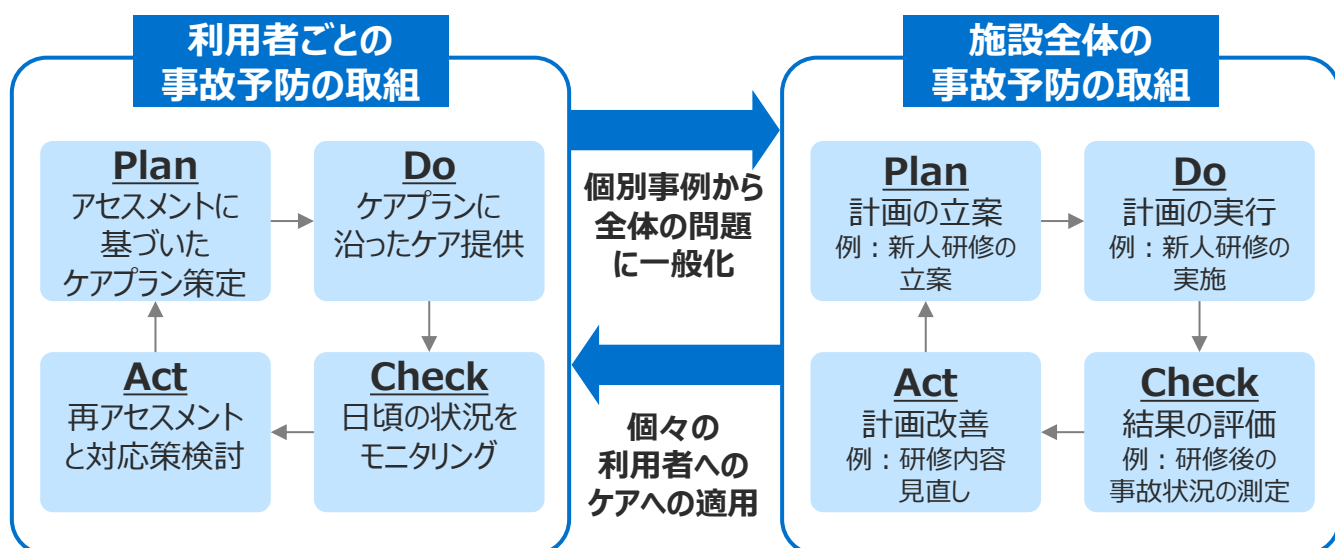 利用者ごとの
事故予防の取組
Plan
アセスメントに
基づいた
ケアプラン策定
Do
ケアプランに
沿ったケア提供
Act
再アセスメント
と対応策検討
Check
日頃の状況を
モニタリング
個別事例から
全体の問題
に一般化
個々の
利用者への
ケアへの適用
施設全体の
事故予防の取組
Plan
計画の立案
例：新人研修の
立案
Do
計画の実行
例：新人研修の
実施
Act
計画改善
例：研修内容
見直し
Check
結果の評価
例：研修後の
事故状況の測定